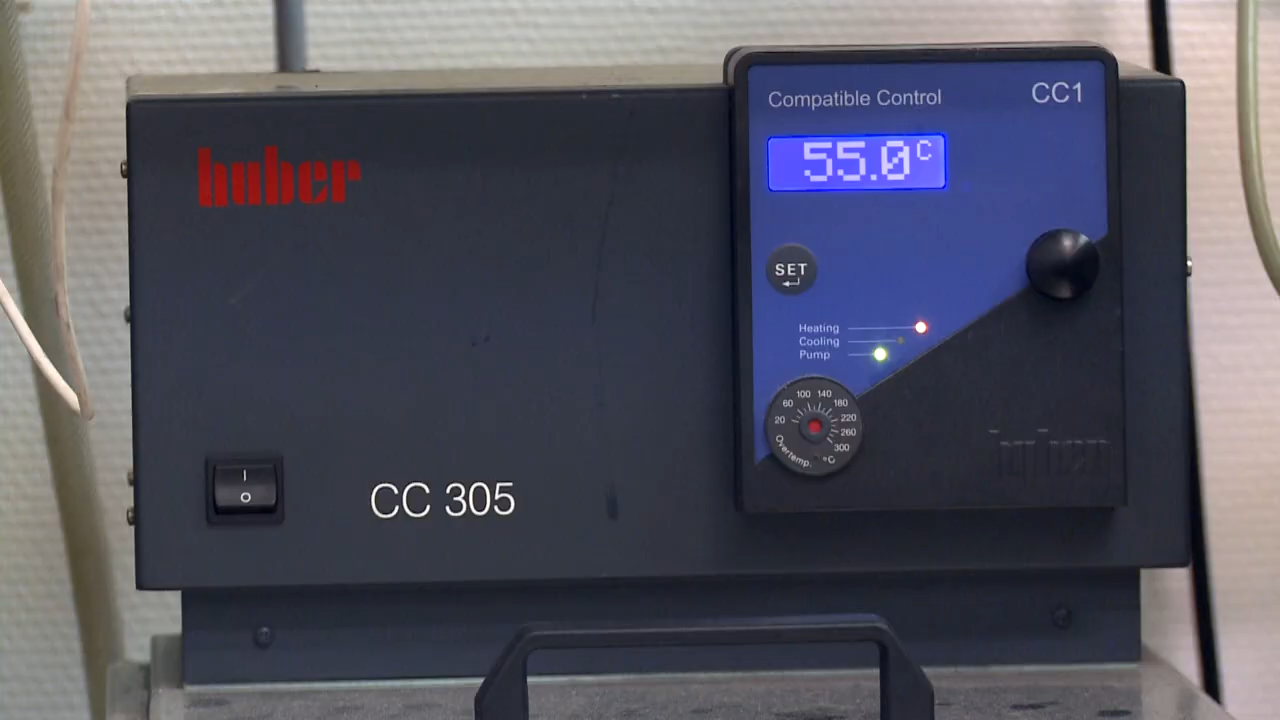 huber
Compatible Control CC1
55.0°C
SET
Heating
Cooling
Pump
20 60 100 140 180 220 260 300
Overtemp. °C
I
O
CC 305
huber